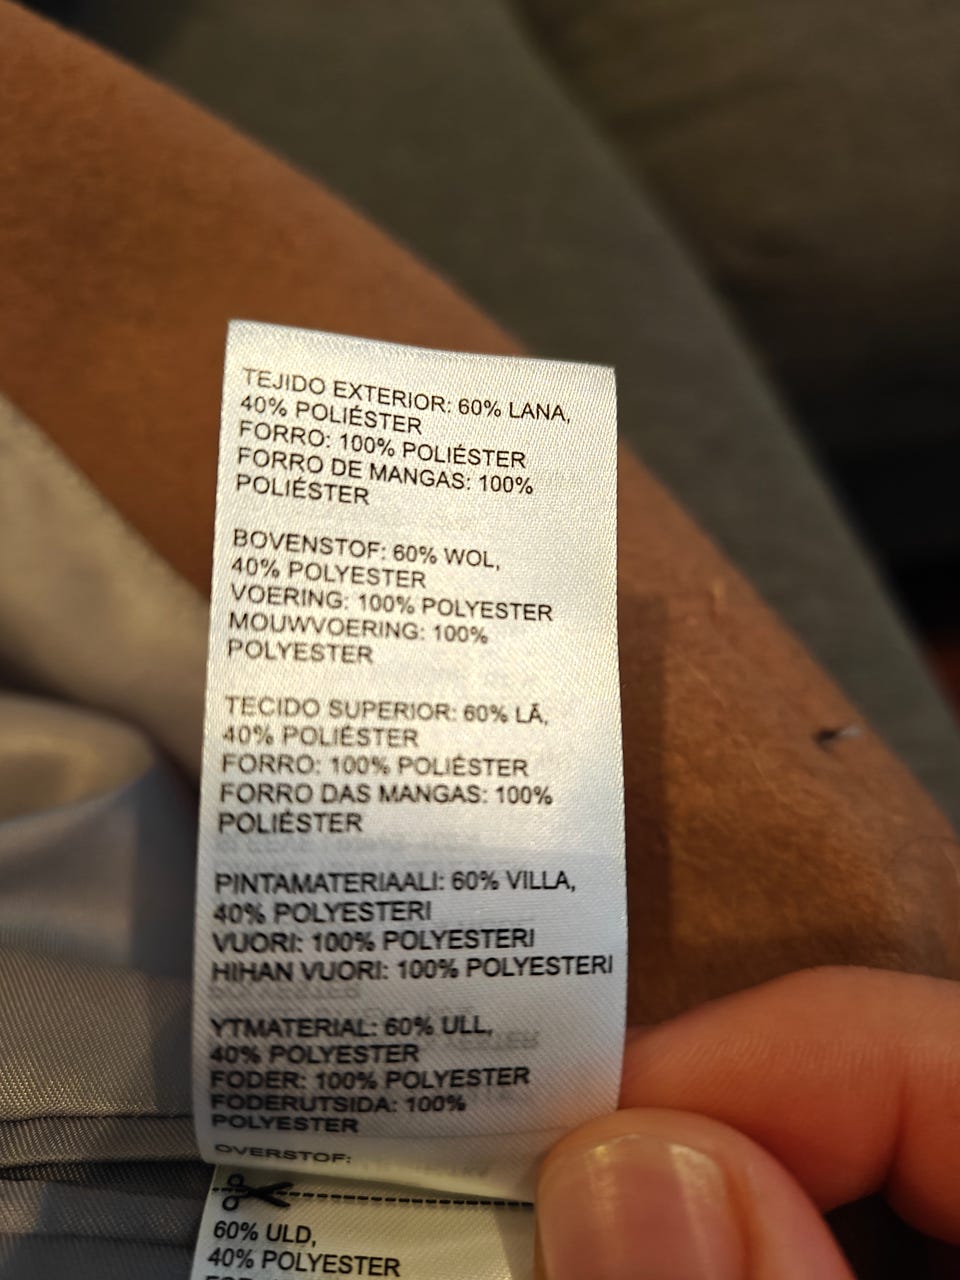 TEJIDO EXTERIOR: 60% LANA,
40% POLIÉSTER
FORRO: 100% POLIÉSTER
FORRO DE MANGAS: 100%
POLIÉSTER
BOVENSTOF: 60% WOL,
40% POLYESTER
VOERING: 100% POLYESTER
MOUWVOERING: 100%
POLYESTER
TECIDO SUPERIOR: 60% LÃ,
40% POLIÉSTER
FORRO: 100% POLIÉSTER
FORRO DAS MANGAS: 100%
POLIÉSTER
PINTAMATERIAALI: 60% VILLA,
40% POLYESTERI
VUORI: 100% POLYESTERI
HIHAN VUORI: 100% POLYESTERI
YTMATERIAL: 60% ULL,
40% POLYESTER
FODER: 100% POLYESTER
FODERUTSIDA: 100%
POLYESTER
OVERSTOF:
60% ULD,
40% POLYESTER